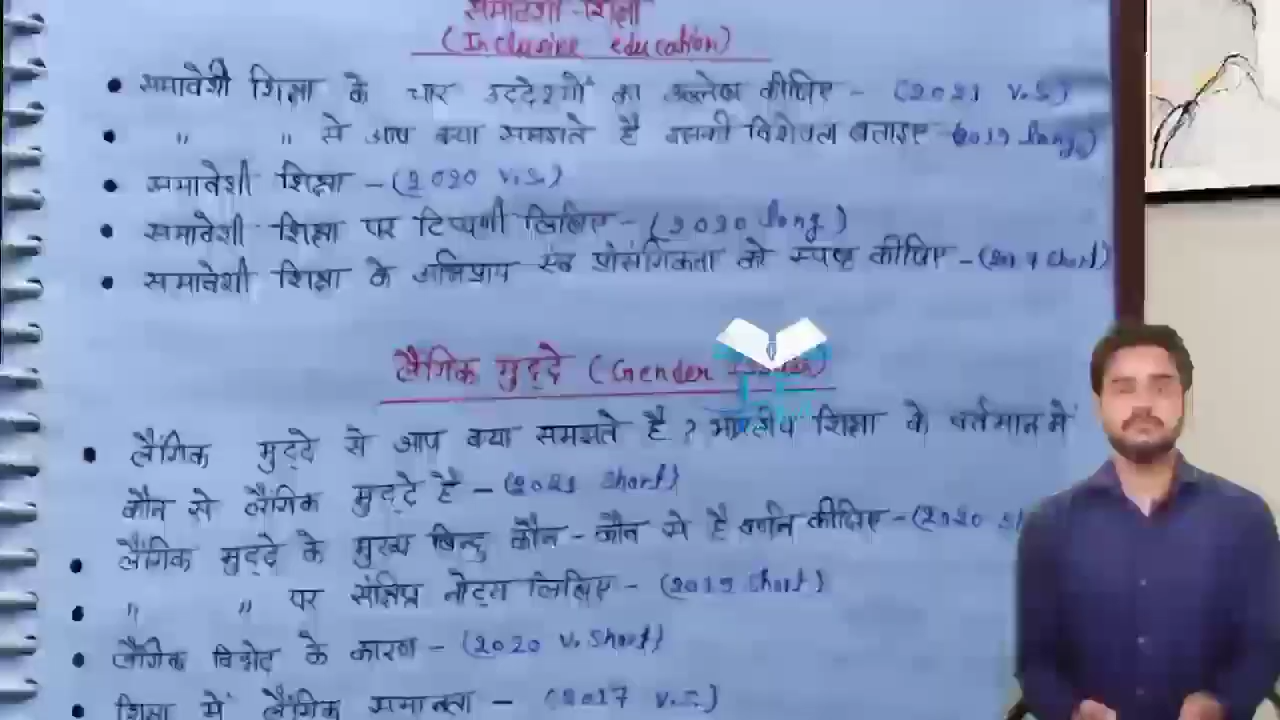 समावेशी शिक्षा
(Inclusive education)
• समावेशी शिक्षा के चार उद्देश्यों का उल्लेख कीजिए - (2021 V.S.)
• " " से आप क्या समझते है इसकी विशेषता बताइए (2019 long)
• समावेशी शिक्षा - (2020 V.S.)
• समावेशी शिक्षा पर टिप्पणी लिखिए - (2020 long)
• समावेशी शिक्षा के अभिप्राय एंव प्रासंगिकता को स्पष्ट कीजिए - (2017 Short)
लैंगिक मुद्दे (Gender
• लैंगिक मुद्दे से आप क्या समझते है ? भारतीय शिक्षा के वर्तमान में
कौन से लैंगिक मुद्दे है - (2021 Short)
• लैंगिक मुद्दे के मुख्य बिन्दु कौन - कौन से है वर्णन कीजिए - (2020
• " " पर संक्षिप्त नोट्स लिखिए - (2019 Short)
• लैंगिक विभेद के कारण - (2020 V. Short)
• शिक्षा में लैंगिक समानता - (2017 V.S.)